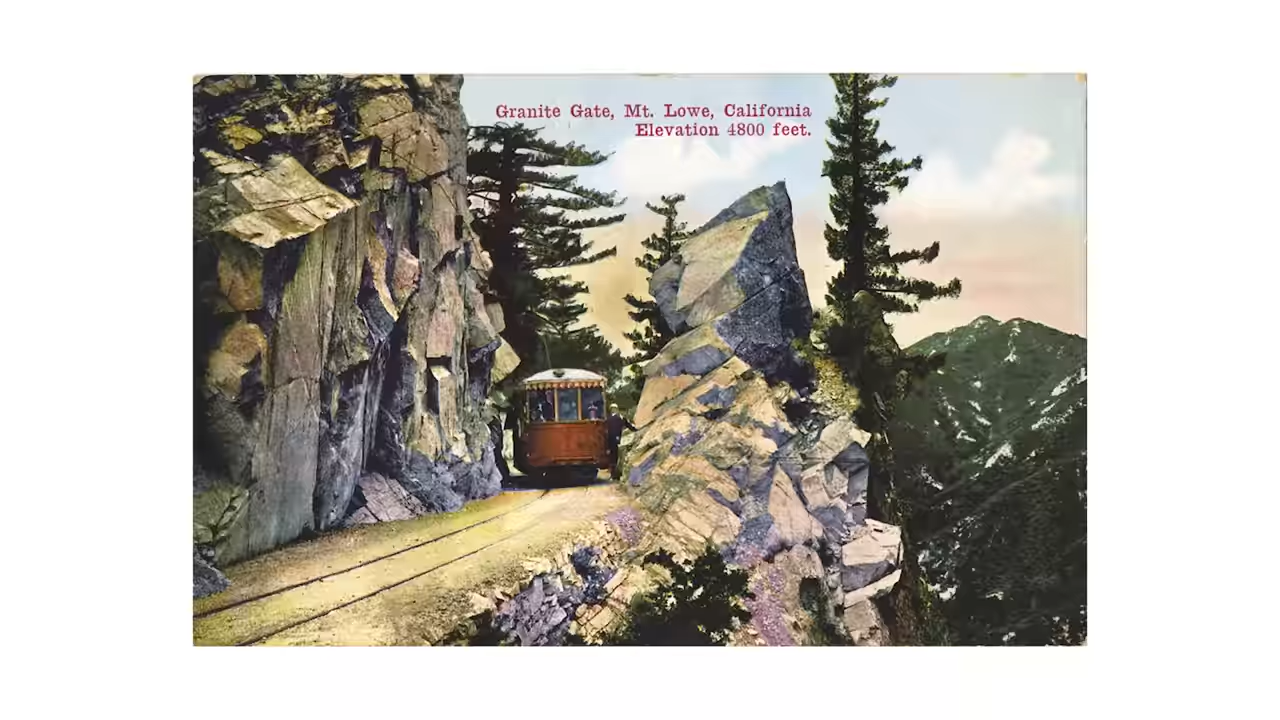 Granite Gate, Mt. Lowe, California
Elevation 4800 feet.